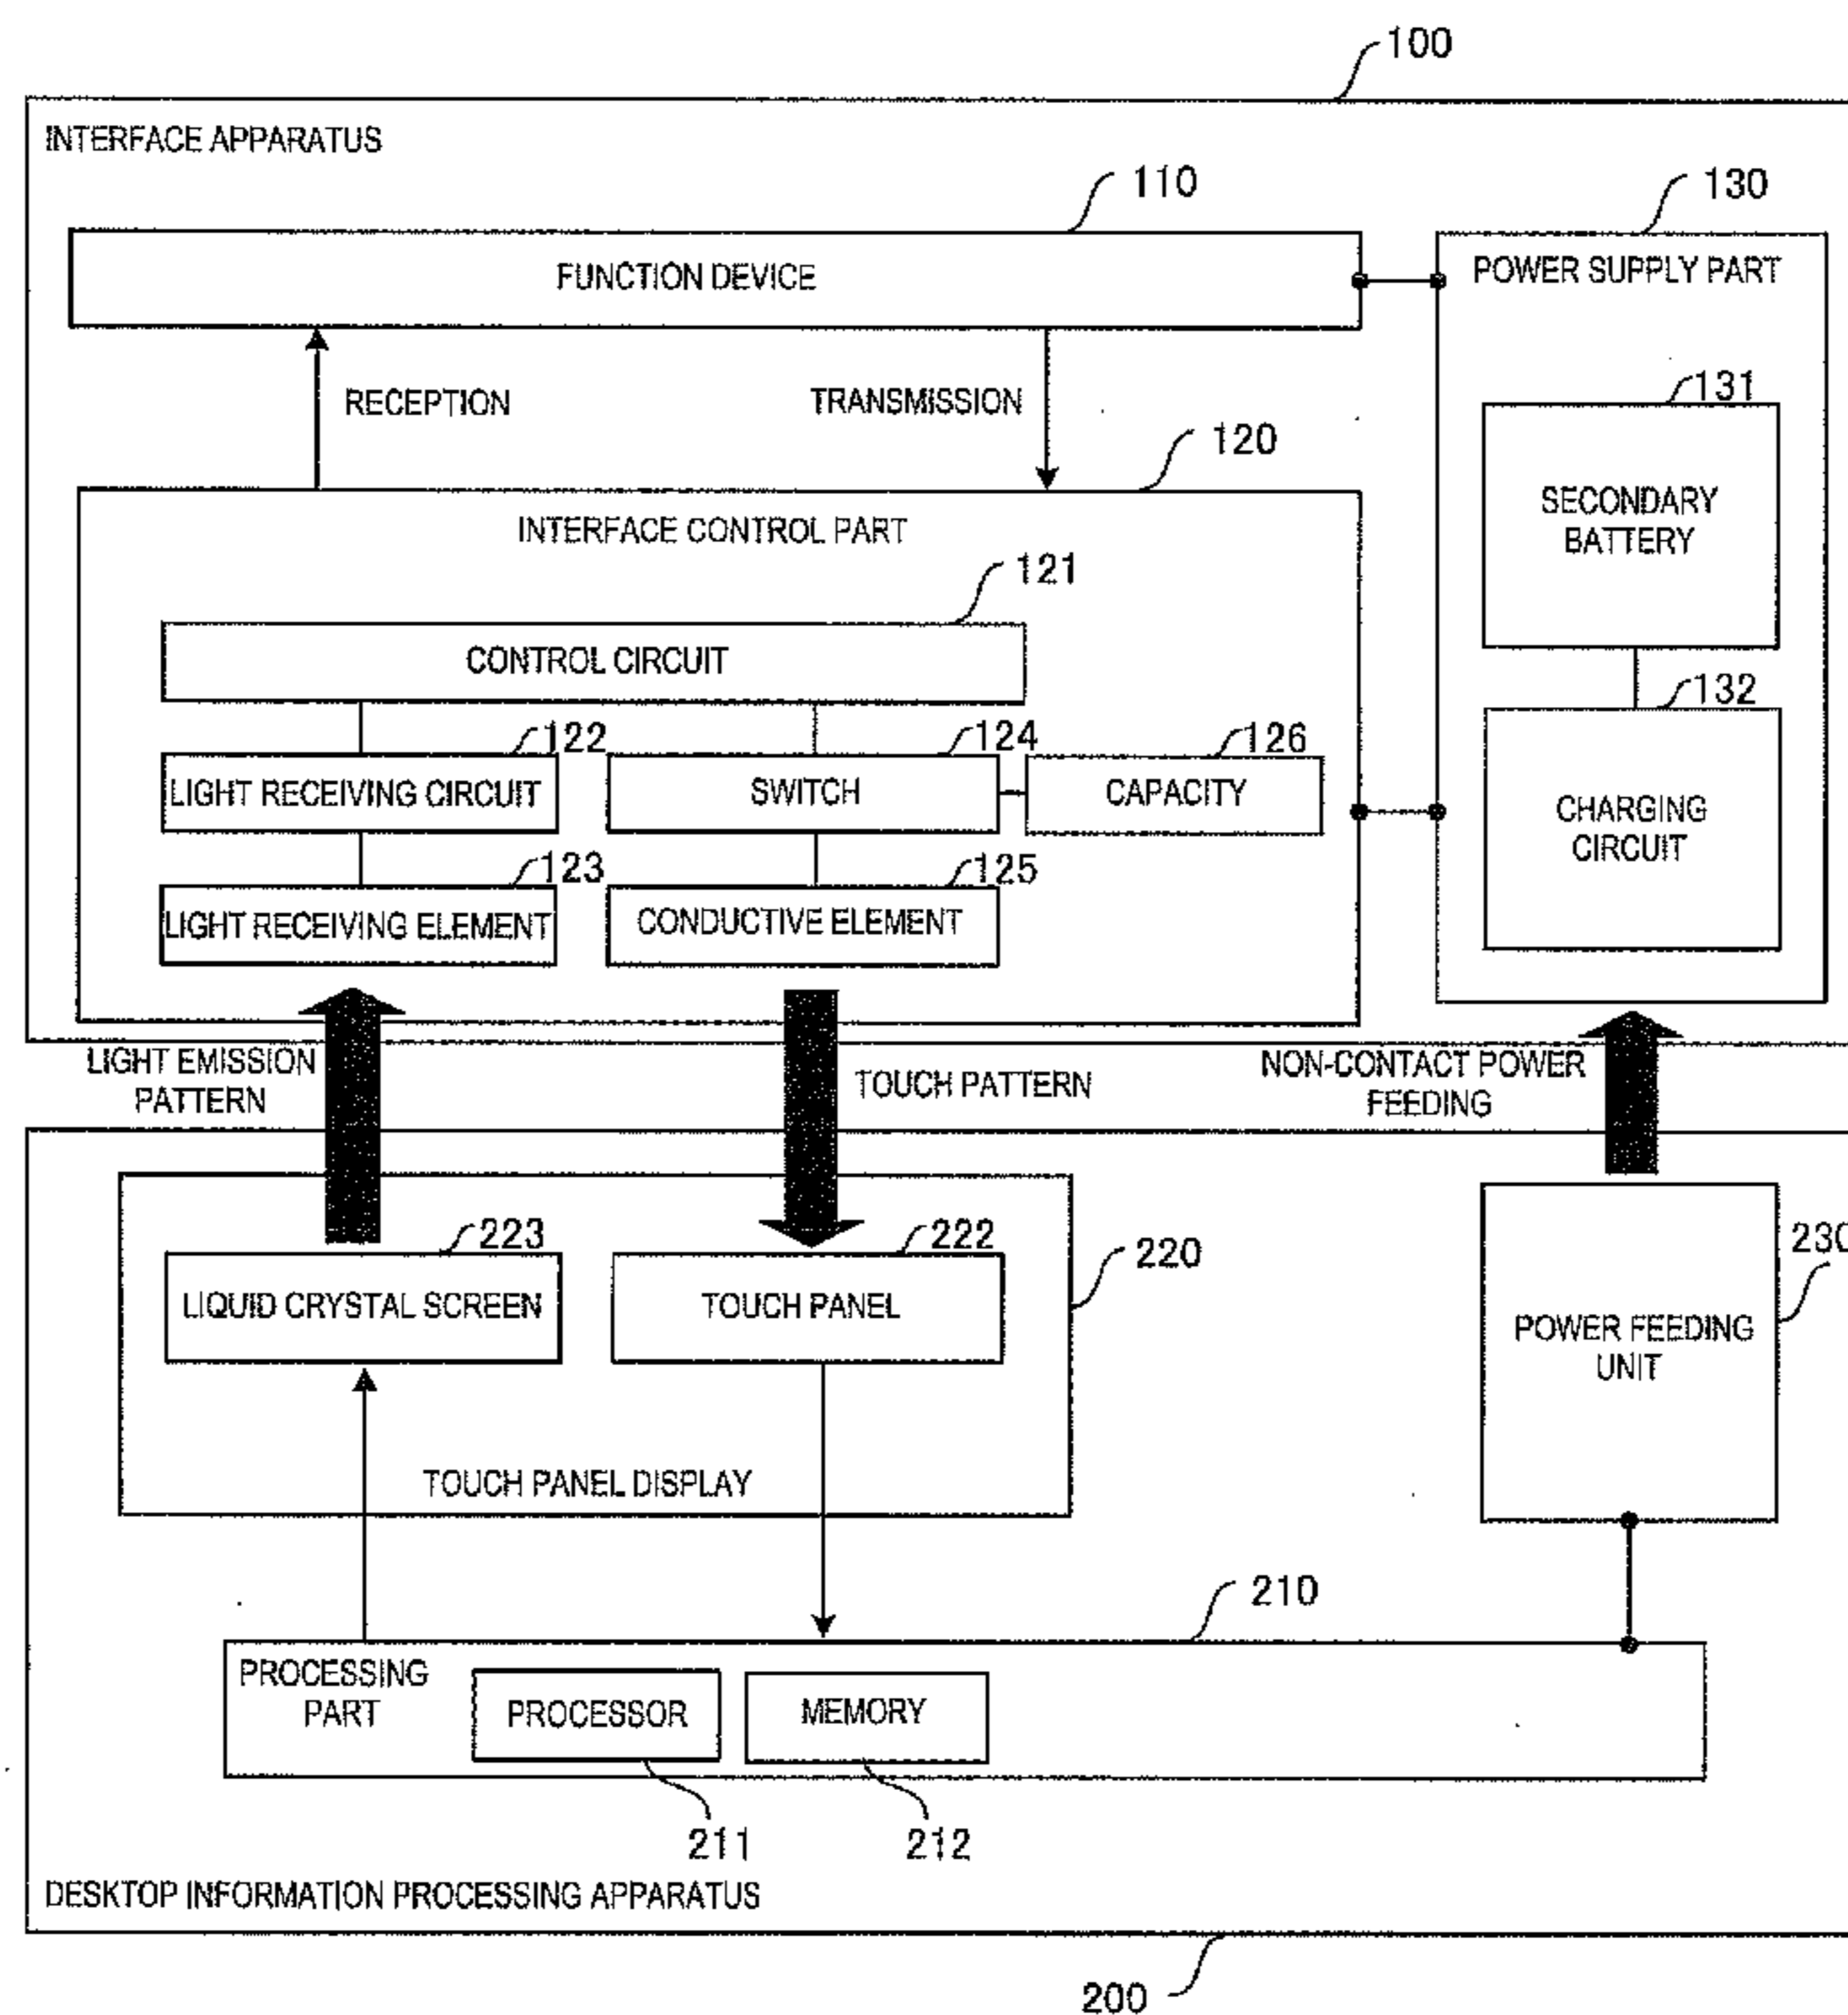 100
INTERFACE APPARATUS
110
130
FUNCTION DEVICE
POWER SUPPLY PART
RECEPTION
TRANSMISSION
131
120
SECONDARY
BATTERY
INTERFACE CONTROL PART
121
CONTROL CIRCUIT
132
122
124
126
LIGHT RECEIVING CIRCUIT
SWITCH
CAPACITY
CHARGING
CIRCUIT
123
125
LIGHT RECEIVING ELEMENT
CONDUCTIVE ELEMENT
LIGHT EMISSION
PATTERN
TOUCH PATTERN
NON-CONTACT POWER
FEEDING
223
222
220
230
LIQUID CRYSTAL SCREEN
TOUCH PANEL
POWER FEEDING
UNIT
TOUCH PANEL DISPLAY
210
PROCESSING
PART
PROCESSOR
MEMORY
211
212
DESKTOP INFORMATION PROCESSING APPARATUS
200